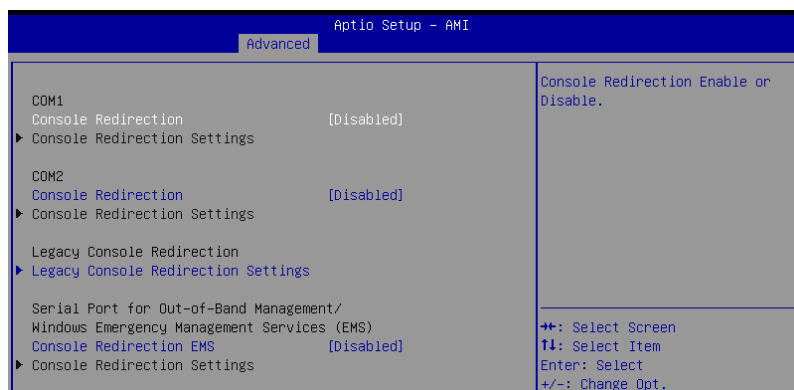 Aptio Setup – AMI
Advanced
COM1
Console Redirection [Disabled]
Console Redirection Settings
COM2
Console Redirection [Disabled]
Console Redirection Settings
Legacy Console Redirection
Legacy Console Redirection Settings
Serial Port for Out-of-Band Management/
Windows Emergency Management Services (EMS)
Console Redirection EMS [Disabled]
Console Redirection Settings
Console Redirection Enable or
Disable.
→←: Select Screen
↑↓: Select Item
Enter: Select
+/-: Change Opt.